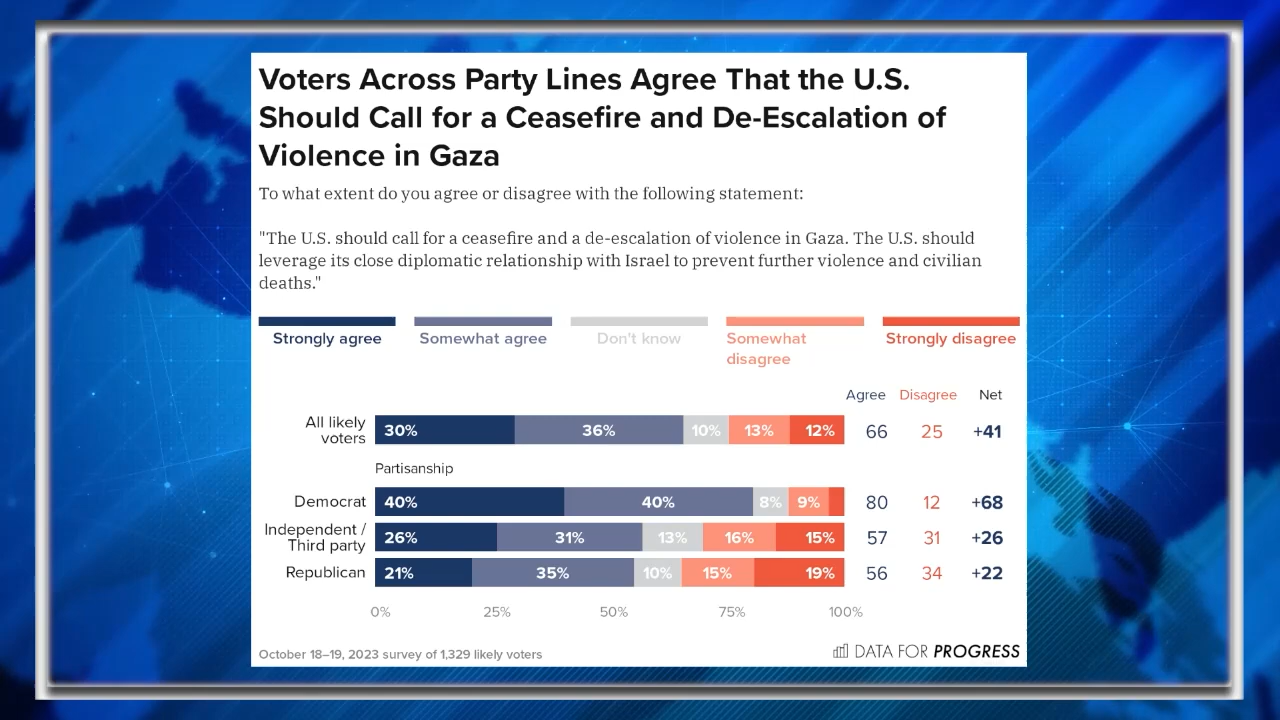 Voters Across Party Lines Agree That the U.S.
Should Call for a Ceasefire and De-Escalation of
Violence in Gaza
To what extent do you agree or disagree with the following statement:
"The U.S. should call for a ceasefire and a de-escalation of violence in Gaza. The U.S. should
leverage its close diplomatic relationship with Israel to prevent further violence and civilian
deaths."
Strongly agree Somewhat agree Don't know Somewhat disagree Strongly disagree
Agree Disagree Net
All likely voters 30% 36% 10% 13% 12% 66 25 +41
Partisanship
Democrat 40% 40% 8% 9% 80 12 +68
Independent / Third party 26% 31% 13% 16% 15% 57 31 +26
Republican 21% 35% 10% 15% 19% 56 34 +22
0% 25% 50% 75% 100%
October 18–19, 2023 survey of 1,329 likely voters
DATA FOR PROGRESS